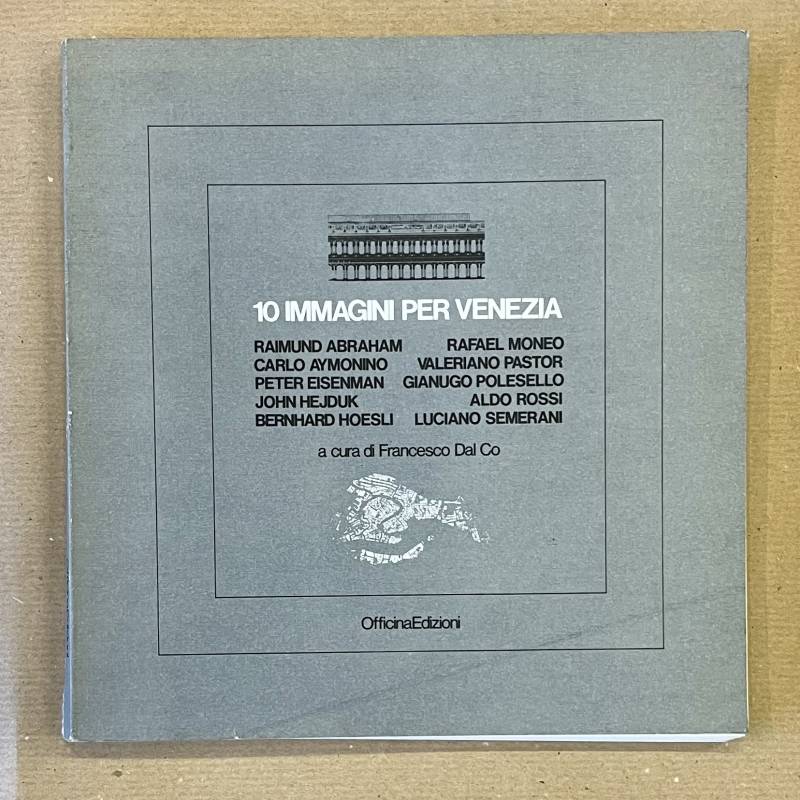 10 IMMAGINI PER VENEZIA
RAIMUND ABRAHAM RAFAEL MONEO
CARLO AYMONINO VALERIANO PASTOR
PETER EISENMAN GIANUGO POLESELLO
JOHN HEJDUK ALDO ROSSI
BERNHARD HOESLI LUCIANO SEMERANI
a cura di Francesco Dal Co
OfficinaEdizioni